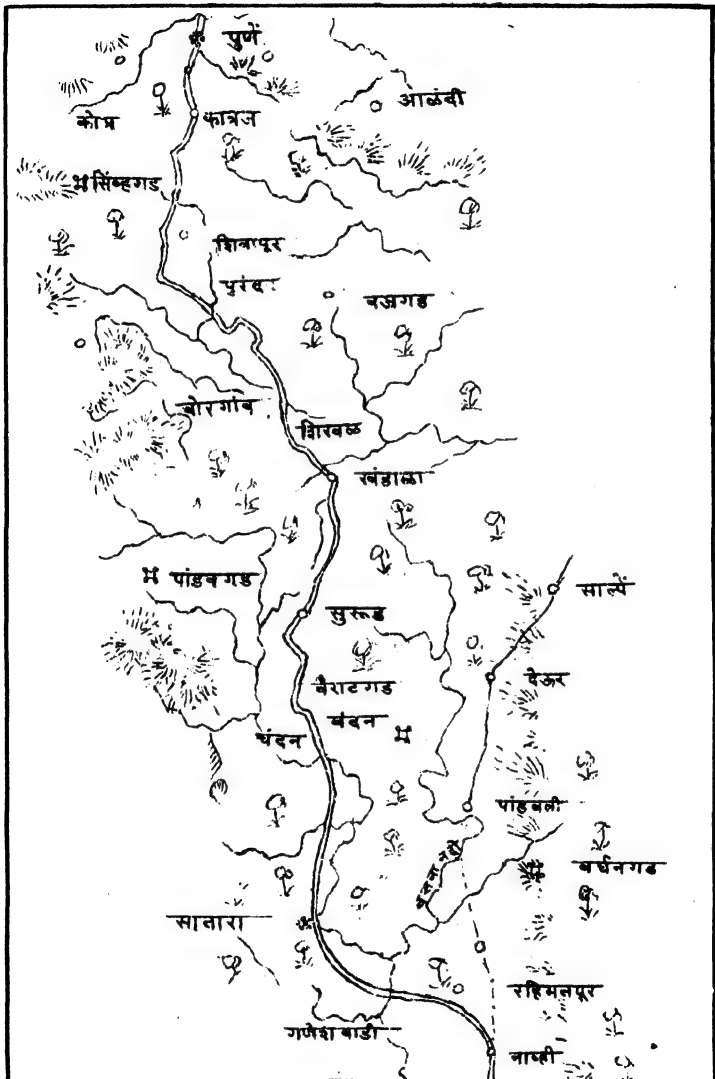 पुणें
आळंदी
कात्रज
सिंव्हगड
शिवापूर
पुरंदर
वज्रगड
बोरगांव
शिरवळ
खंडाळा
पांडवगड
साल्पें
सुरूड
देऊर
वैराटगड
वंदन
चंदन
पांडवली
वर्धनगड
सातारा
रहिमतपूर
गणेशवाडी